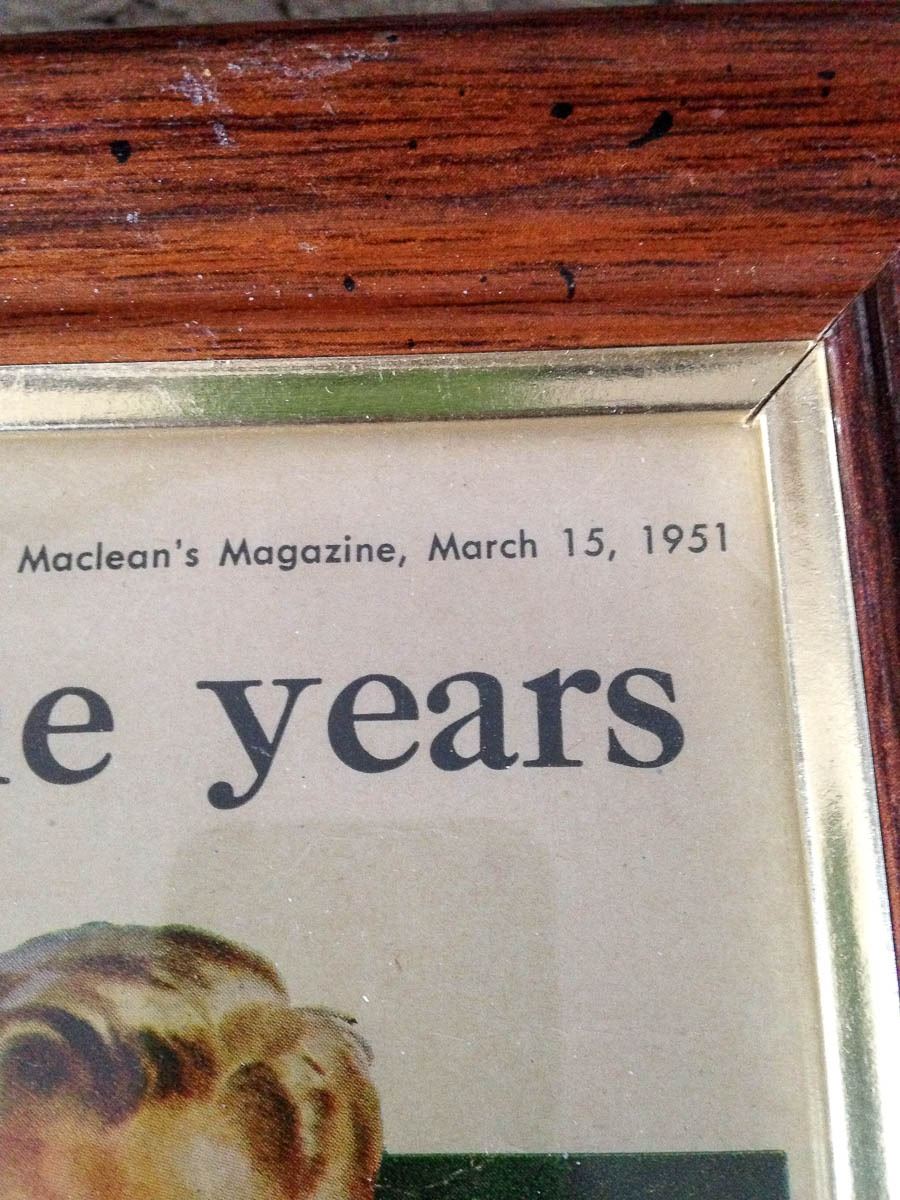 Maclean's Magazine, March 15, 1951
years